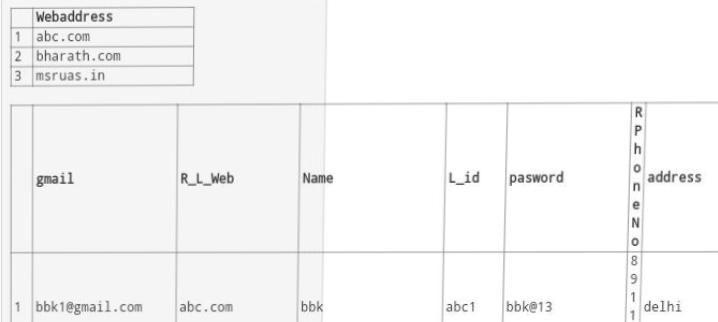 Webaddress
1 abc.com
2 bharath.com
3 msruas.in
gmail R_L_Web Name L_id pasword RPhoneNo address
1 bbk1@gmail.com abc.com bbk abc1 bbk@13 8911 delhi